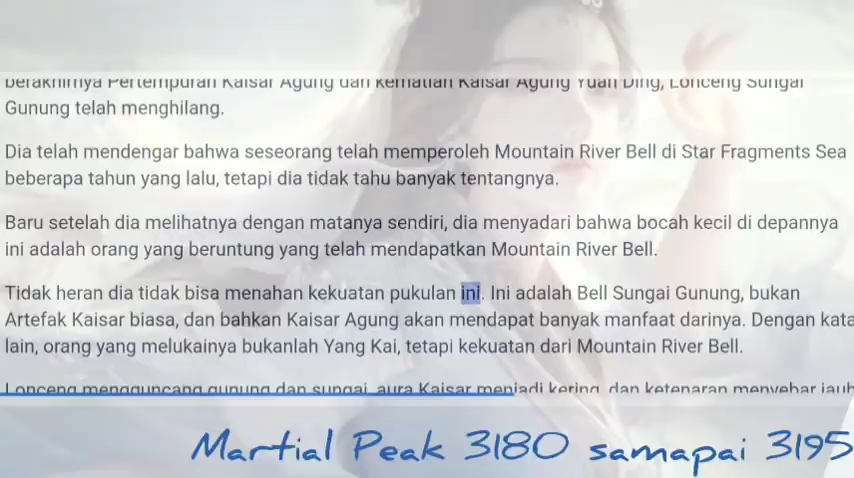 berakhirnya Pertempuran Kaisar Agung dan kematian Kaisar Agung Yuan Ding, Lonceng Sungai
Gunung telah menghilang.
Dia telah mendengar bahwa seseorang telah memperoleh Mountain River Bell di Star Fragments Sea
beberapa tahun yang lalu, tetapi dia tidak tahu banyak tentangnya.
Baru setelah dia melihatnya dengan matanya sendiri, dia menyadari bahwa bocah kecil di depannya
ini adalah orang yang beruntung yang telah mendapatkan Mountain River Bell.
Tidak heran dia tidak bisa menahan kekuatan pukulan ini. Ini adalah Bell Sungai Gunung, bukan
Artefak Kaisar biasa, dan bahkan Kaisar Agung akan mendapat banyak manfaat darinya. Dengan kata
lain, orang yang melukainya bukanlah Yang Kai, tetapi kekuatan dari Mountain River Bell.
Lonceng mengguncang gunung dan sungai, aura Kaisar menjadi kering, dan ketenaran menyebar jauh
Martial Peak 3180 samapai 3195